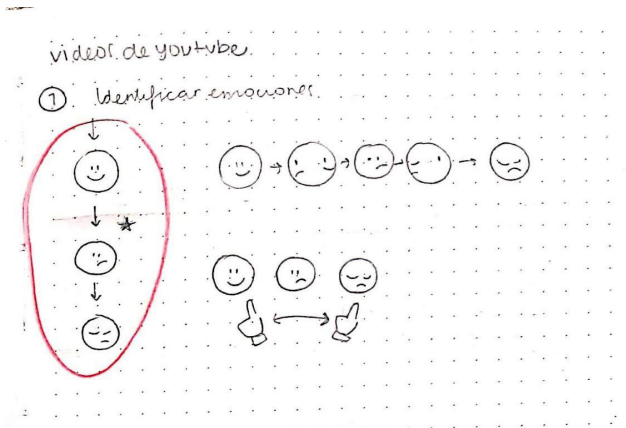 videos de youtube.
① Identificar emociones.